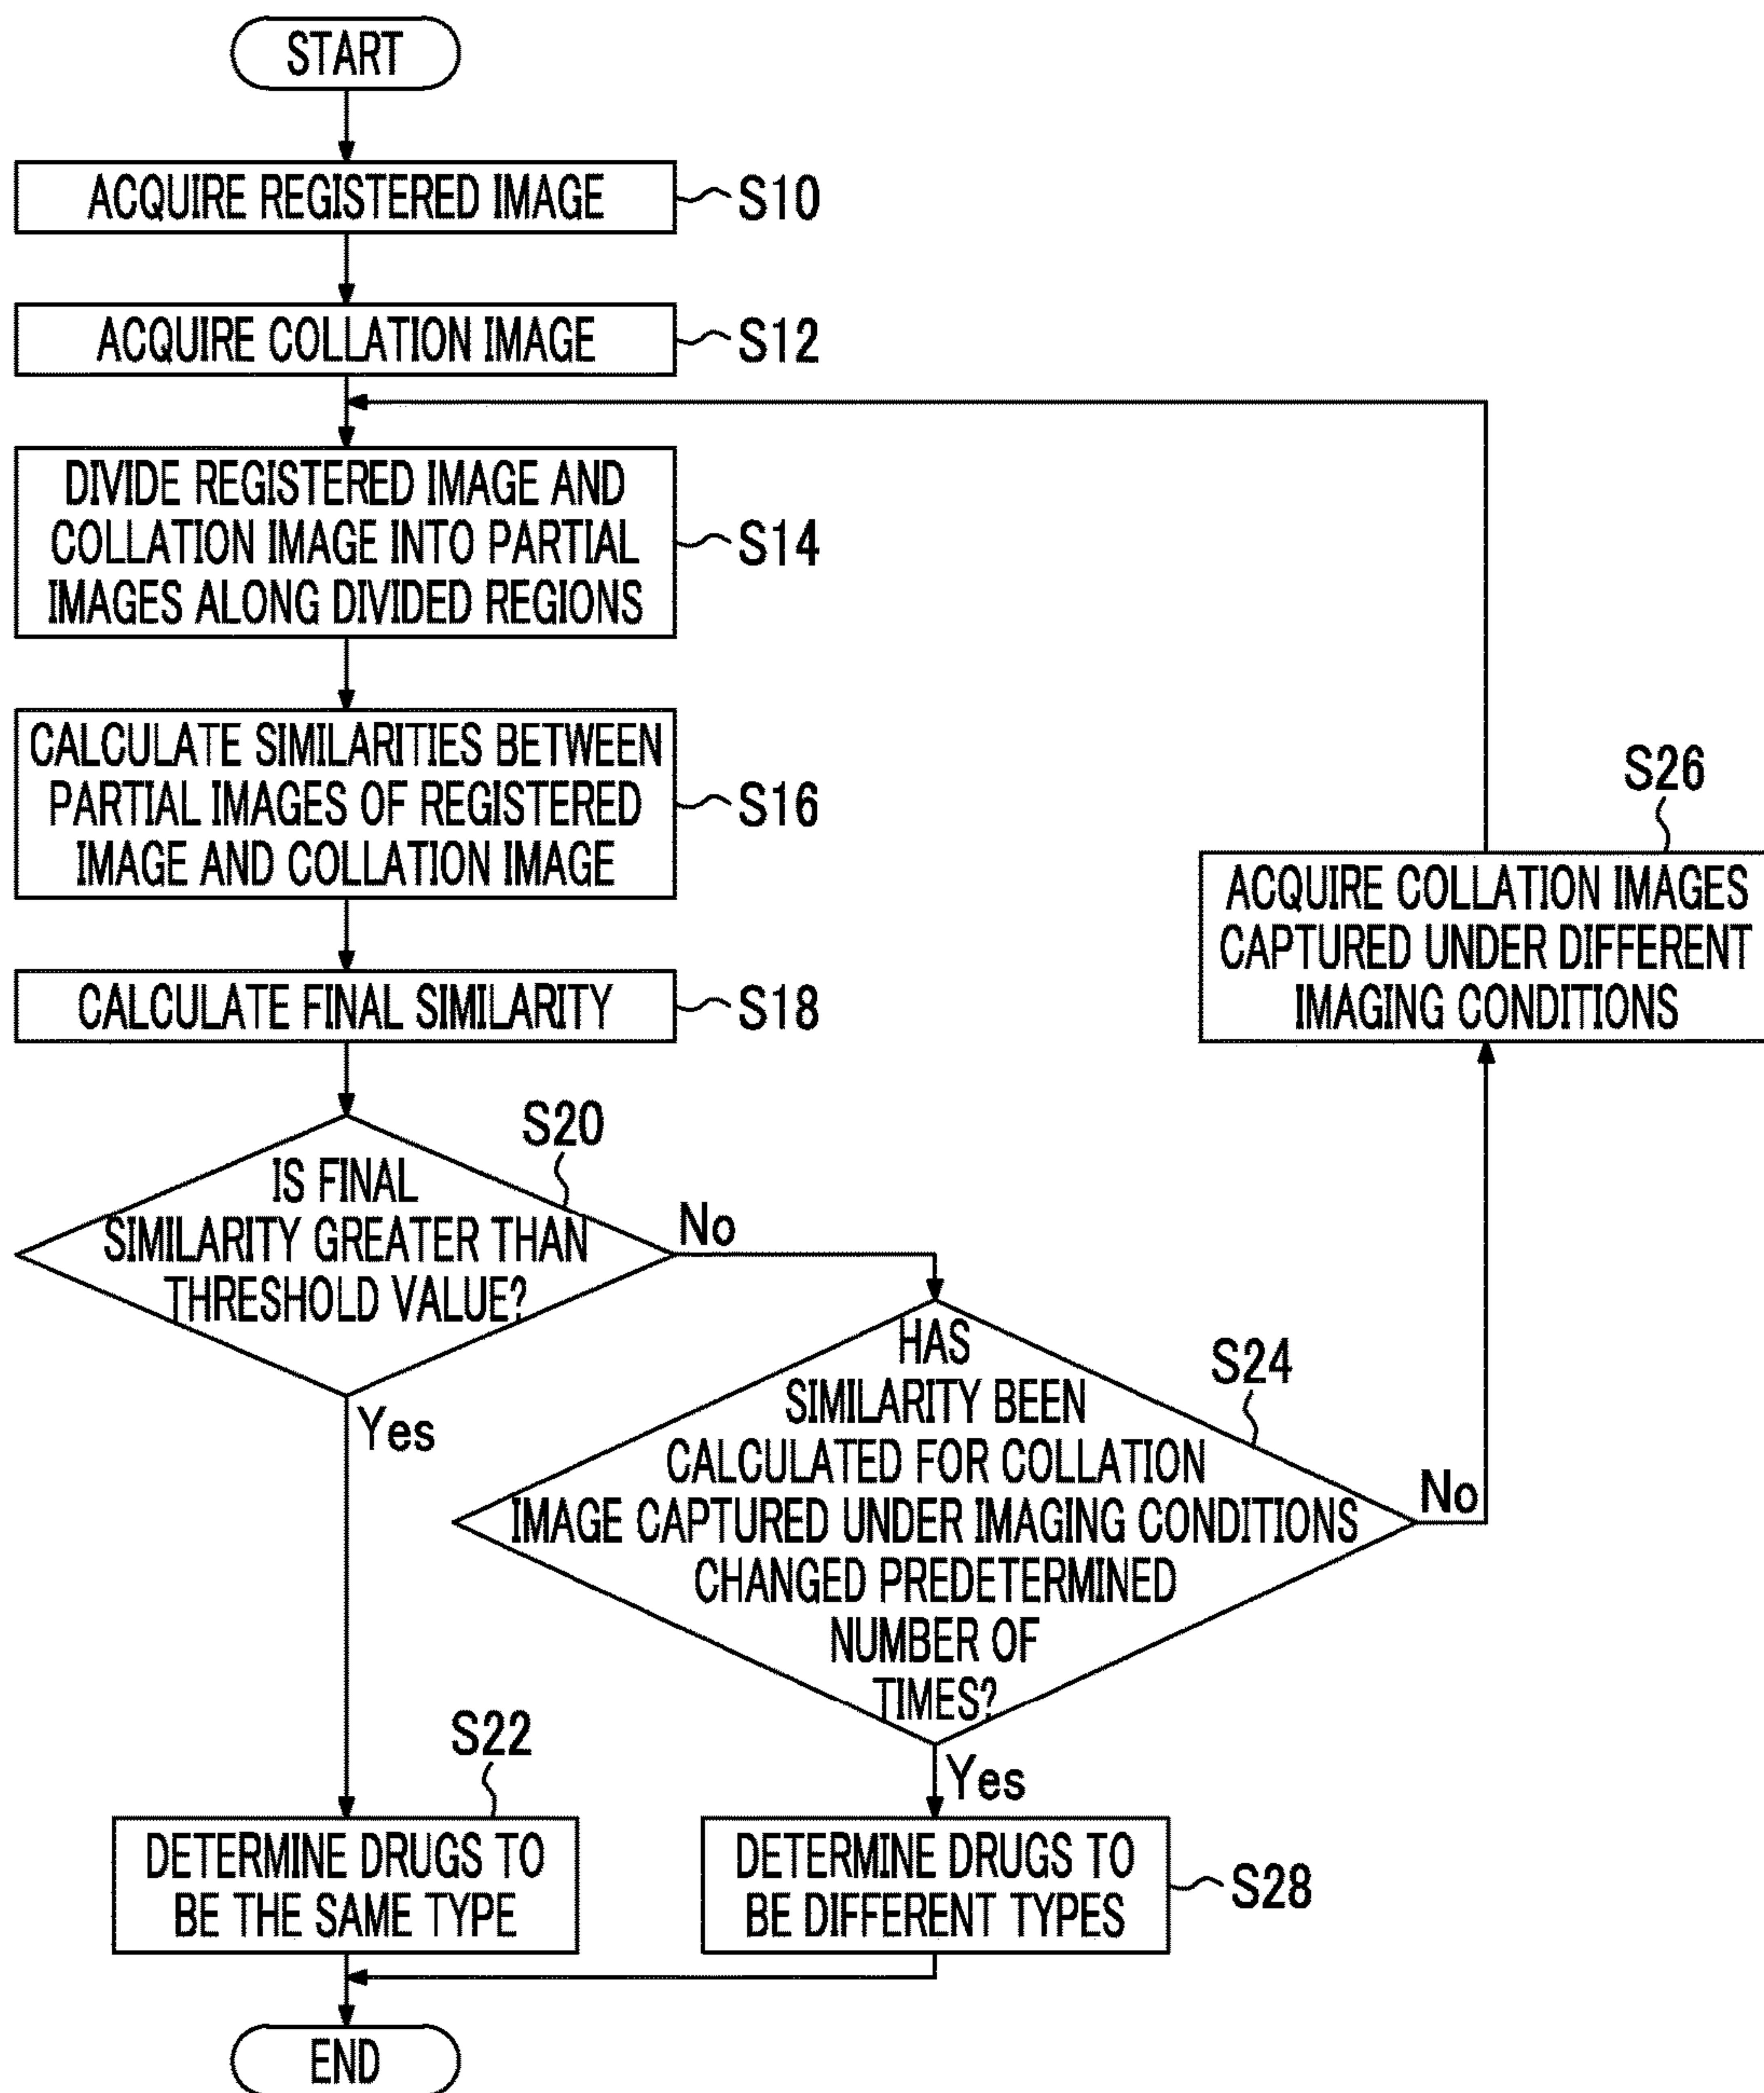 START
ACQUIRE REGISTERED IMAGE
S10
ACQUIRE COLLATION IMAGE
S12
DIVIDE REGISTERED IMAGE AND
COLLATION IMAGE INTO PARTIAL
IMAGES ALONG DIVIDED REGIONS
S14
CALCULATE SIMILARITIES BETWEEN
PARTIAL IMAGES OF REGISTERED
IMAGE AND COLLATION IMAGE
S16
S26
ACQUIRE COLLATION IMAGES
CAPTURED UNDER DIFFERENT
IMAGING CONDITIONS
CALCULATE FINAL SIMILARITY
S18
S20
IS FINAL
SIMILARITY GREATER THAN
THRESHOLD VALUE?
No
Yes
S24
HAS
SIMILARITY BEEN
CALCULATED FOR COLLATION
IMAGE CAPTURED UNDER IMAGING CONDITIONS
CHANGED PREDETERMINED
NUMBER OF
TIMES?
No
Yes
S22
DETERMINE DRUGS TO
BE THE SAME TYPE
DETERMINE DRUGS TO
BE DIFFERENT TYPES
S28
END